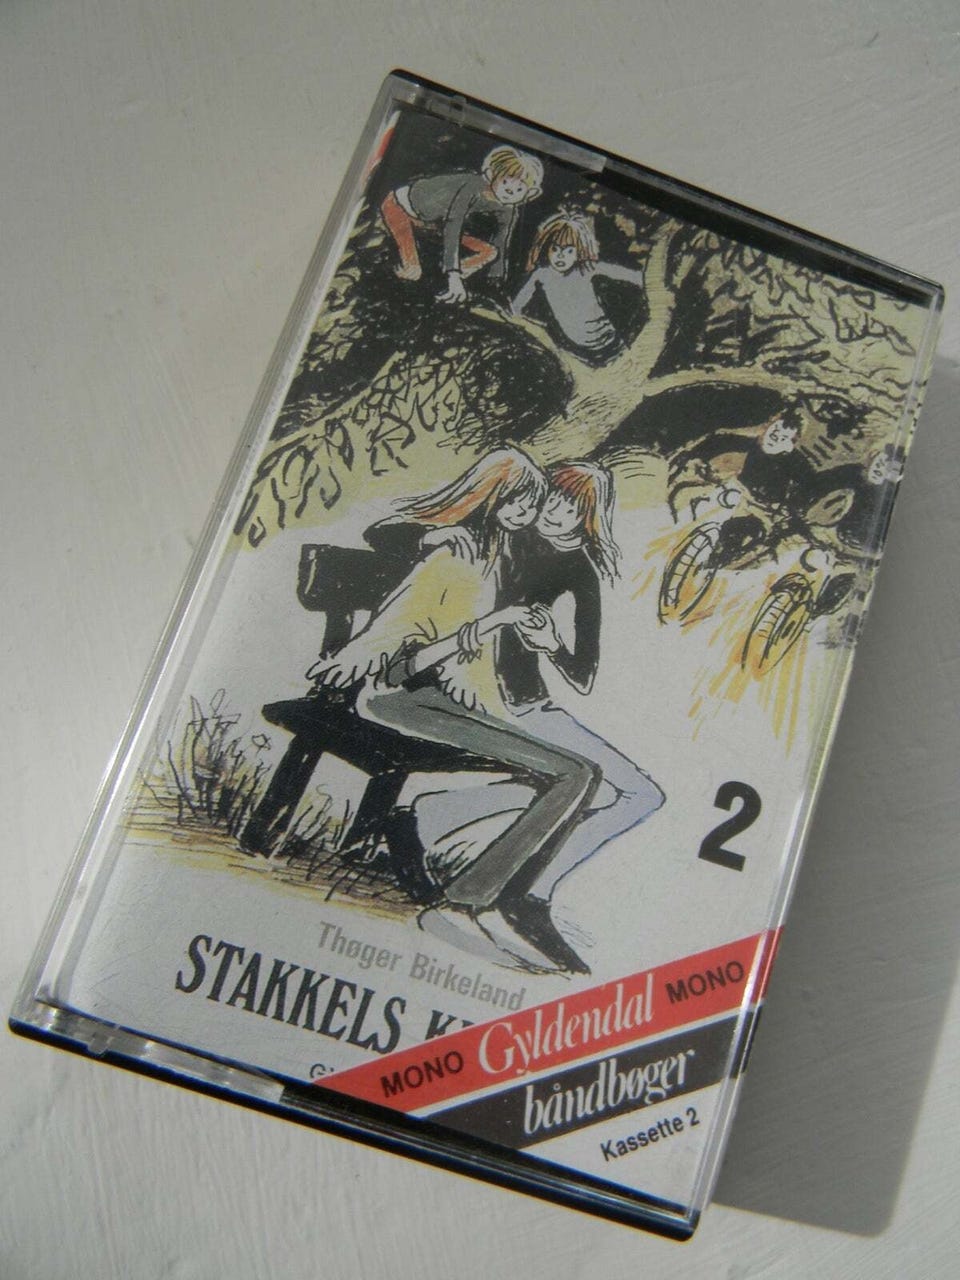 2
Thøger Birkeland
STAKKELS
MONO Gyldendal MONO
båndbøger
Kassette 2